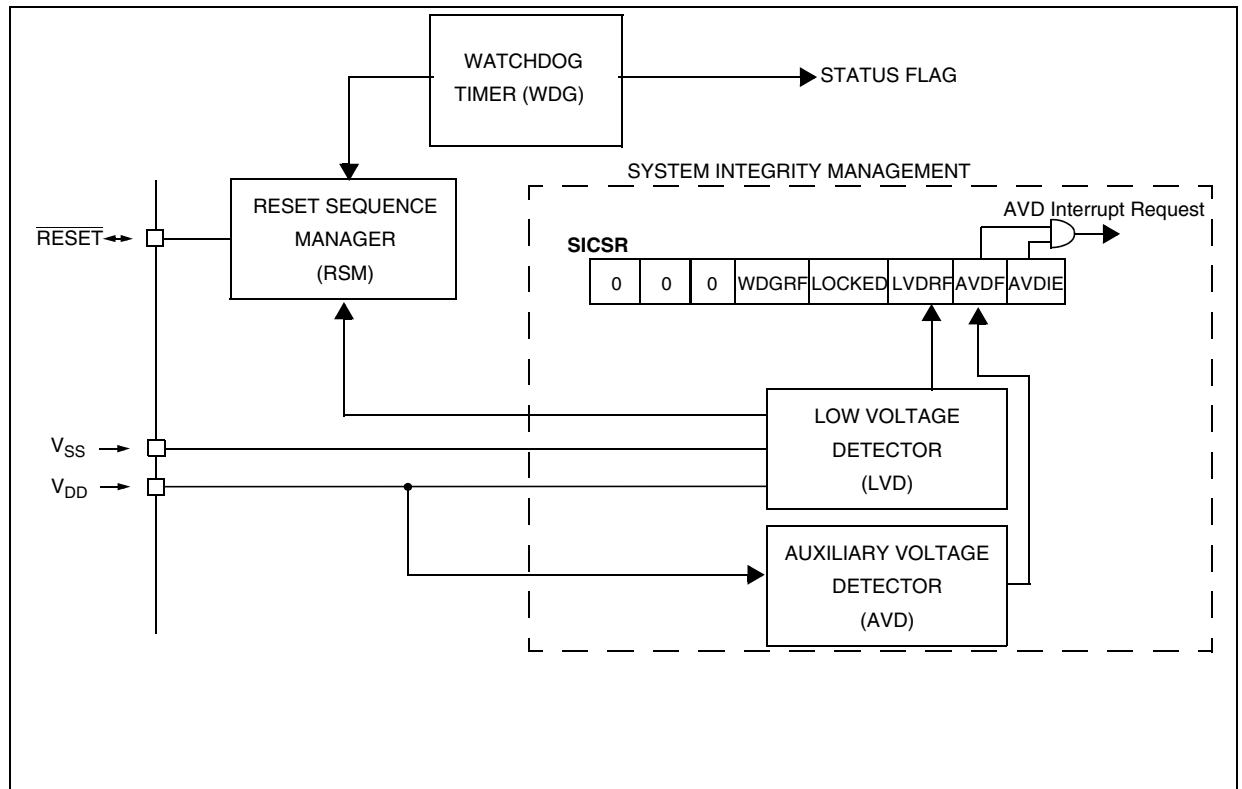 WATCHDOG
TIMER (WDG)
STATUS FLAG
SYSTEM INTEGRITY MANAGEMENT
RESET SEQUENCE
MANAGER
(RSM)
RESET
AVD Interrupt Request
SICSR
0 0 0 WDGRF LOCKED LVDRF AVDF AVDIE
LOW VOLTAGE
DETECTOR
(LVD)
VSS
VDD
AUXILIARY VOLTAGE
DETECTOR
(AVD)